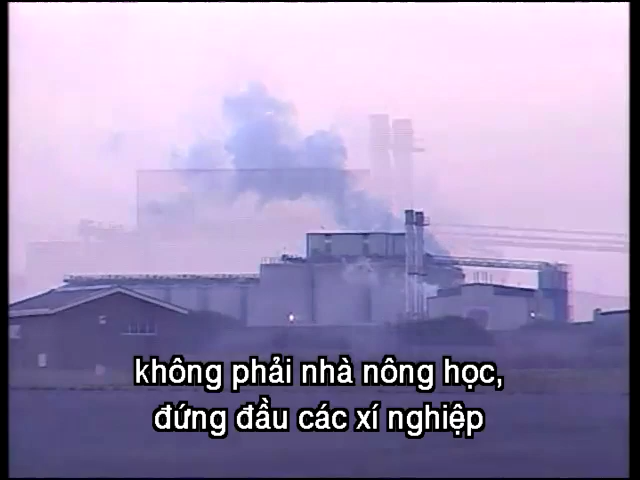 không phải nhà nông học,
đứng đầu các xí nghiệp